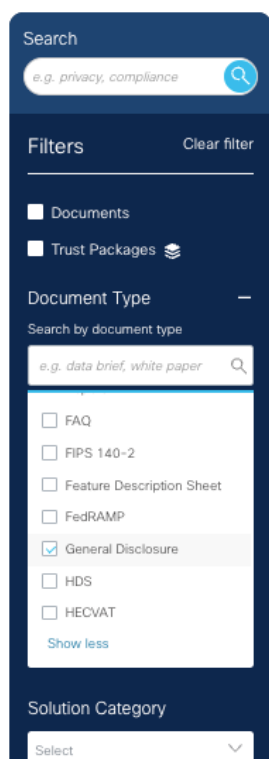 Search
e.g. privacy, compliance
Filters Clear filter
Documents
Trust Packages
Document Type
Search by document type
e.g. data brief, white paper
FAQ
FIPS 140-2
Feature Description Sheet
FedRAMP
General Disclosure
HDS
HECVAT
Show less
Solution Category
Select